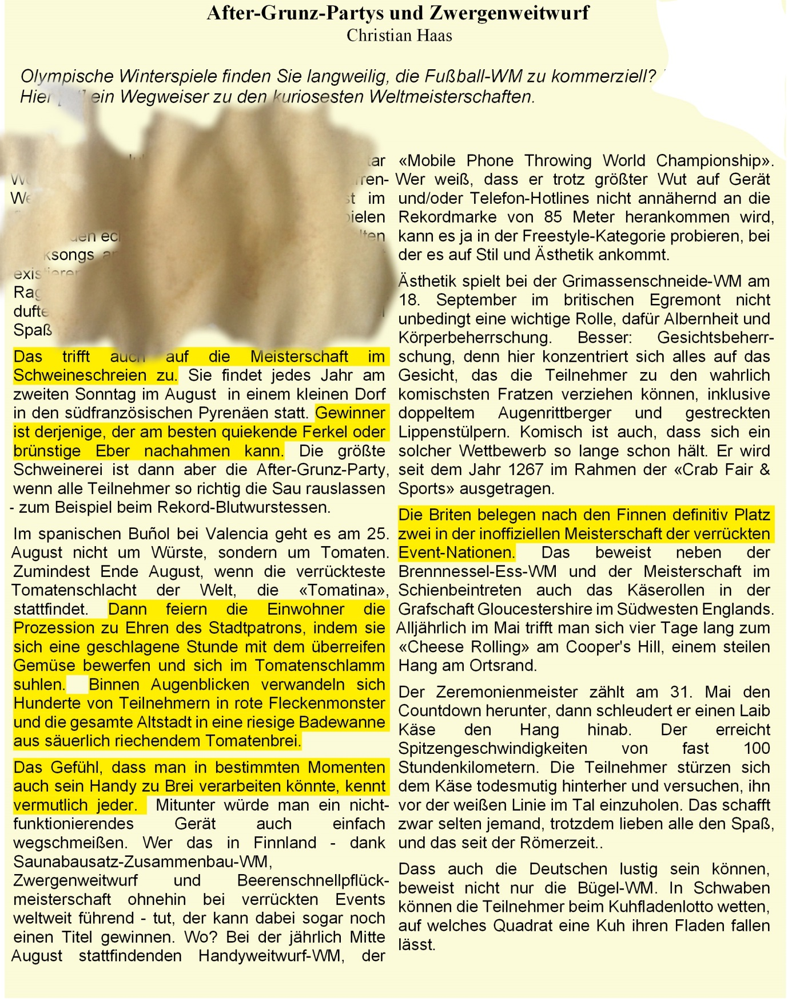 After-Grunz-Partys und Zwergenweitwurf
Christian Haas
Olympische Winterspiele finden Sie langweilig, die Fußball-WM zu kommerziell?
Hier ein Wegweiser zu den kuriosesten Weltmeisterschaften.
im
Spaß
Das trifft auch auf die Meisterschaft im
Schweineschreien zu. Sie findet jedes Jahr am
zweiten Sonntag im August in einem kleinen Dorf
in den südfranzösischen Pyrenäen statt. Gewinner
ist derjenige, der am besten quiekende Ferkel oder
brünstige Eber nachahmen kann. Die größte
Schweinerei ist dann aber die After-Grunz-Party,
wenn alle Teilnehmer so richtig die Sau rauslassen
- zum Beispiel beim Rekord-Blutwurstessen.
Im spanischen Buñol bei Valencia geht es am 25.
August nicht um Würste, sondern um Tomaten.
Zumindest Ende August, wenn die verrückteste
Tomatenschlacht der Welt, die «Tomatina»,
stattfindet. Dann feiern die Einwohner die
Prozession zu Ehren des Stadtpatrons, indem sie
sich eine geschlagene Stunde mit dem überreifen
Gemüse bewerfen und sich im Tomatenschlamm
suhlen. Binnen Augenblicken verwandeln sich
Hunderte von Teilnehmern in rote Fleckenmonster
und die gesamte Altstadt in eine riesige Badewanne
aus säuerlich riechendem Tomatenbrei.
Das Gefühl, dass man in bestimmten Momenten
auch sein Handy zu Brei verarbeiten könnte, kennt
vermutlich jeder. Mitunter würde man ein nicht-
funktionierendes Gerät auch einfach
wegschmeißen. Wer das in Finnland - dank
Saunabausatz-Zusammenbau-WM,
Zwergenweitwurf und Beerenschnellpflück-
meisterschaft ohnehin bei verrückten Events
weltweit führend - tut, der kann dabei sogar noch
einen Titel gewinnen. Wo? Bei der jährlich Mitte
August stattfindenden Handyweitwurf-WM, der
«Mobile Phone Throwing World Championship».
Wer weiß, dass er trotz größter Wut auf Gerät
und/oder Telefon-Hotlines nicht annähernd an die
Rekordmarke von 85 Meter herankommen wird,
kann es ja in der Freestyle-Kategorie probieren, bei
der es auf Stil und Ästhetik ankommt.
Ästhetik spielt bei der Grimassenschneide-WM am
18. September im britischen Egremont nicht
unbedingt eine wichtige Rolle, dafür Albernheit und
Körperbeherrschung. Besser: Gesichtsbeherr-
schung, denn hier konzentriert sich alles auf das
Gesicht, das die Teilnehmer zu den wahrlich
komischsten Fratzen verziehen können, inklusive
doppeltem Augenrittberger und gestreckten
Lippenstülpern. Komisch ist auch, dass sich ein
solcher Wettbewerb so lange schon hält. Er wird
seit dem Jahr 1267 im Rahmen der «Crab Fair &
Sports» ausgetragen.
Die Briten belegen nach den Finnen definitiv Platz
zwei in der inoffiziellen Meisterschaft der verrückten
Event-Nationen. Das beweist neben der
Brennnessel-Ess-WM und der Meisterschaft im
Schienbeintreten auch das Käserollen in der
Grafschaft Gloucestershire im Südwesten Englands.
Alljährlich im Mai trifft man sich vier Tage lang zum
«Cheese Rolling» am Cooper's Hill, einem steilen
Hang am Ortsrand.
Der Zeremonienmeister zählt am 31. Mai den
Countdown herunter, dann schleudert er einen Laib
Käse den Hang hinab. Der erreicht
Spitzengeschwindigkeiten von fast 100
Stundenkilometern. Die Teilnehmer stürzen sich
dem Käse todesmutig hinterher und versuchen, ihn
vor der weißen Linie im Tal einzuholen. Das schafft
zwar selten jemand, trotzdem lieben alle den Spaß,
und das seit der Römerzeit..
Dass auch die Deutschen lustig sein können,
beweist nicht nur die Bügel-WM. In Schwaben
können die Teilnehmer beim Kuhfladenlotto wetten,
auf welches Quadrat eine Kuh ihren Fladen fallen
lässt.